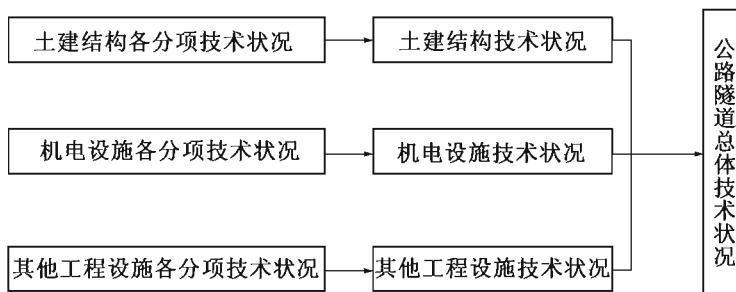 土建结构各分项技术状况
土建结构技术状况
机电设施各分项技术状况
机电设施技术状况
其他工程设施各分项技术状况
其他工程设施技术状况
公路隧道总体技术状况